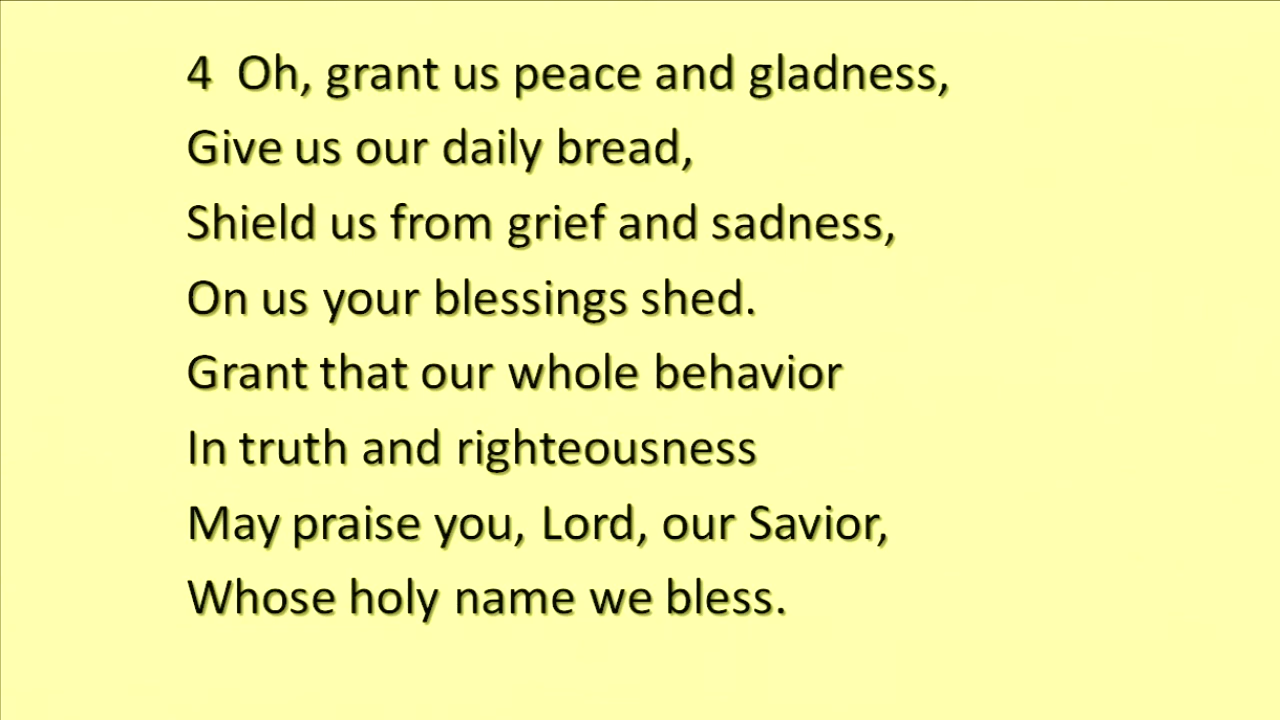 4  Oh, grant us peace and gladness,
Give us our daily bread,
Shield us from grief and sadness,
On us your blessings shed.
Grant that our whole behavior
In truth and righteousness
May praise you, Lord, our Savior,
Whose holy name we bless.